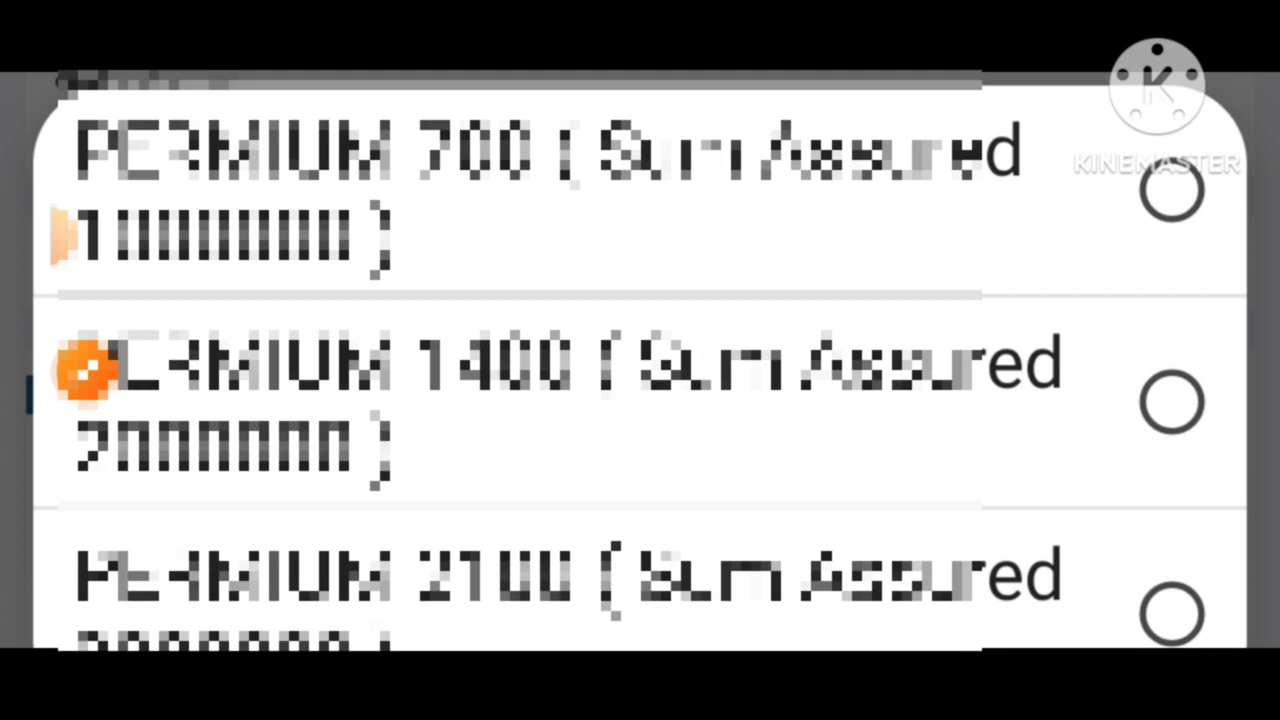 KINEMASTER
PERMIUM 700 ( Sum Assured
1000000 )
PERMIUM 1400 ( Sum Assured
2000000 )
PERMIUM 2100 ( Sum Assured